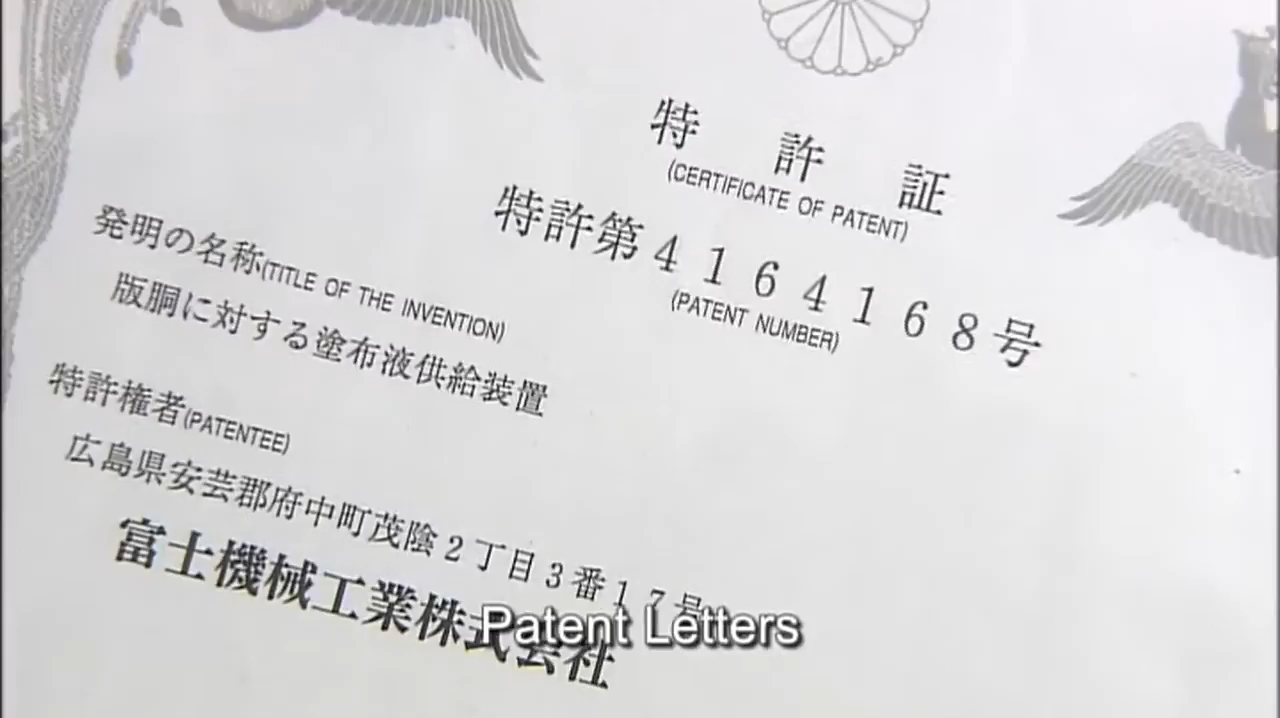 特許証
(CERTIFICATE OF PATENT)
特許第4164168号
(PATENT NUMBER)
発明の名称(TITLE OF THE INVENTION)
版胴に対する塗布液供給装置
特許権者(PATENTEE)
広島県安芸郡府中町茂陰2丁目3番17号
富士機械工業株式会社
Patent Letters